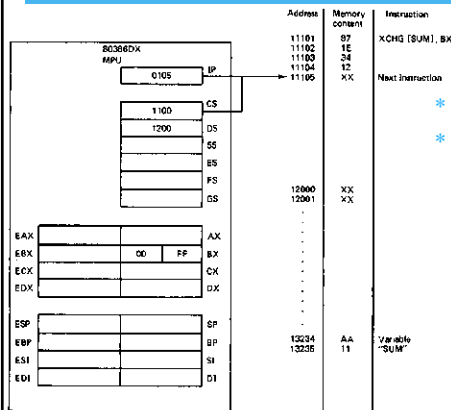 Address Memory content Instruction
11101 87 XCHG [SUM], BX
11102 1E
11103 34
11104 12
11105 XX Next Instruction
80386DX
MPU
0105 IP
1100 CS
1200 DS
SS
ES
FS
GS
*
*
12000 XX
12001 XX
EAX AX
EBX 00 FF BX
ECX CX
EDX DX
ESP SP
EBP BP
ESI SI
EDI DI
13234 AA Variable
13235 11 "SUM"